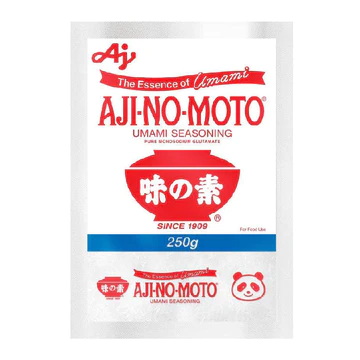 Aj
The Essence of Umami
AJI-NO-MOTO®
UMAMI SEASONING
PURE MONOSODIUM GLUTAMATE
味の素
®
SINCE 1909
For Food Use
250g
味の素
The Essence of Umami
AJI-NO-MOTO®
UMAMI SEASONING